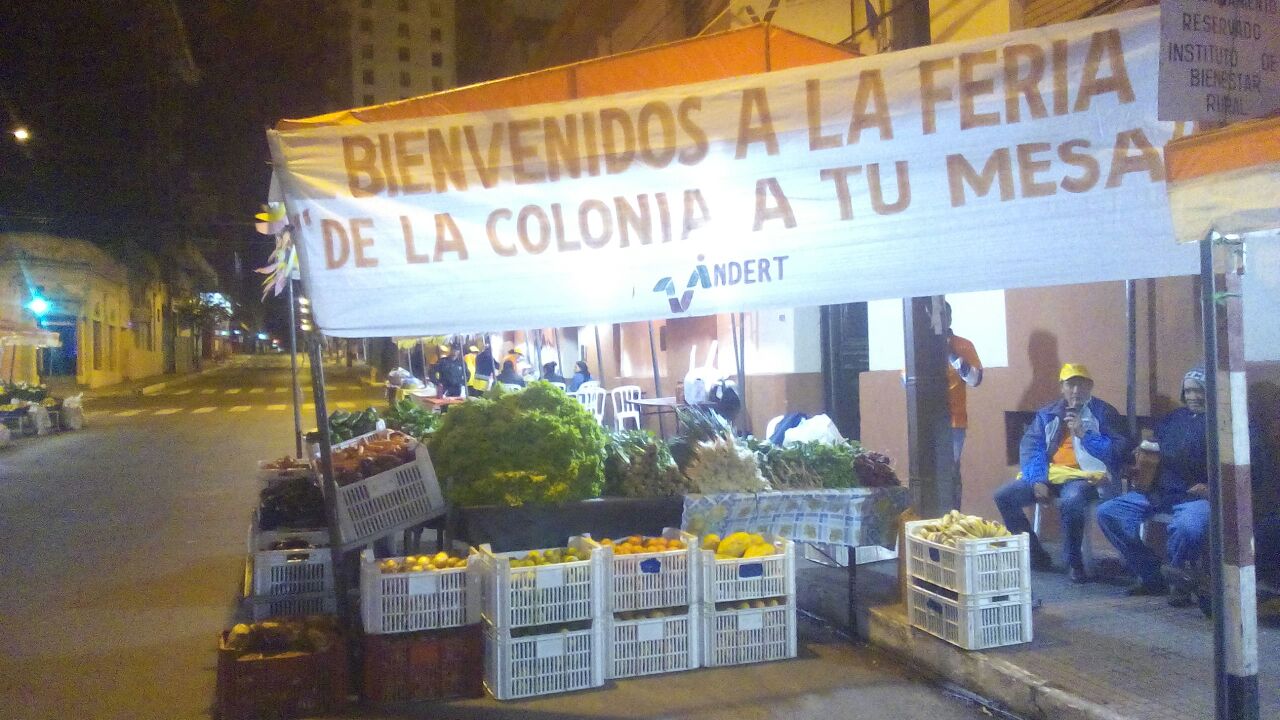 BIENVENIDOS A LA FERIA
"DE LA COLONIA A TU MESA"
INDERT
RESERVADO
INSTITUTO DE
BIENESTAR
RURAL